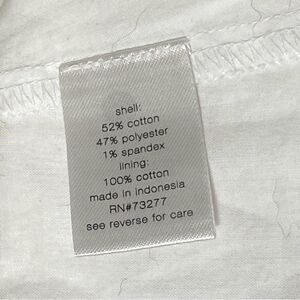 shell:
52% cotton
47% polyester
1% spandex
lining:
100% cotton
made in indonesia
RN#73277
see reverse for care